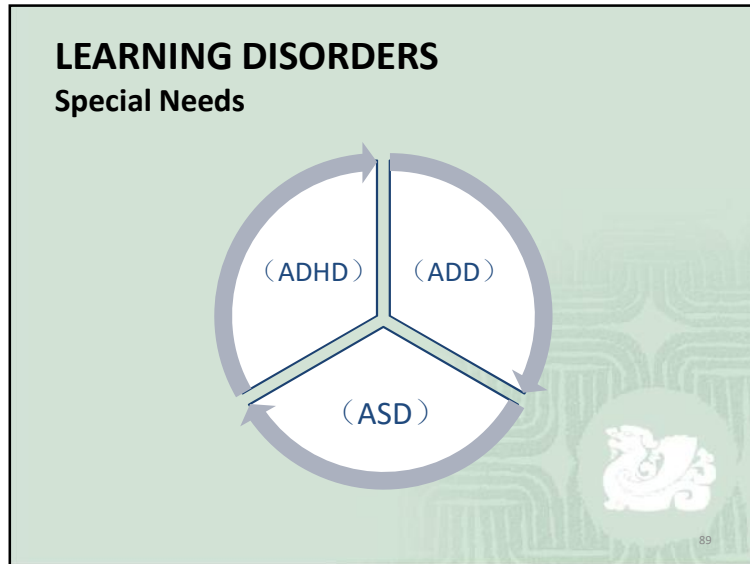 LEARNING DISORDERS
Special Needs
（ADHD）
（ADD）
（ASD）
89